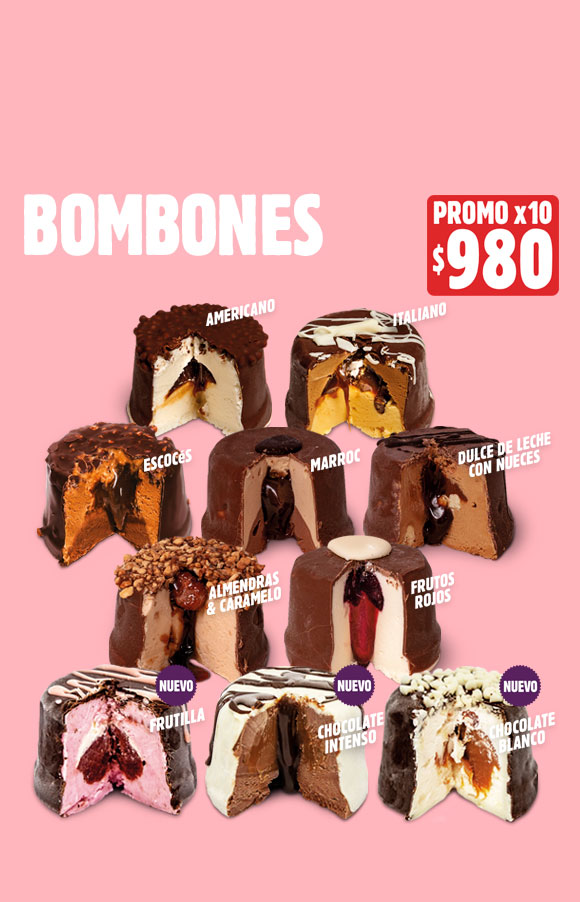 BOMBONES
PROMO x10
$980
AMERICANO
ITALIANO
ESCOCéS
MARROC
DULCE DE LECHE
CON NUECES
ALMENDRAS
& CARAMELO
FRUTOS
ROJOS
NUEVO
FRUTILLA
NUEVO
CHOCOLATE
INTENSO
NUEVO
CHOCOLATE
BLANCO